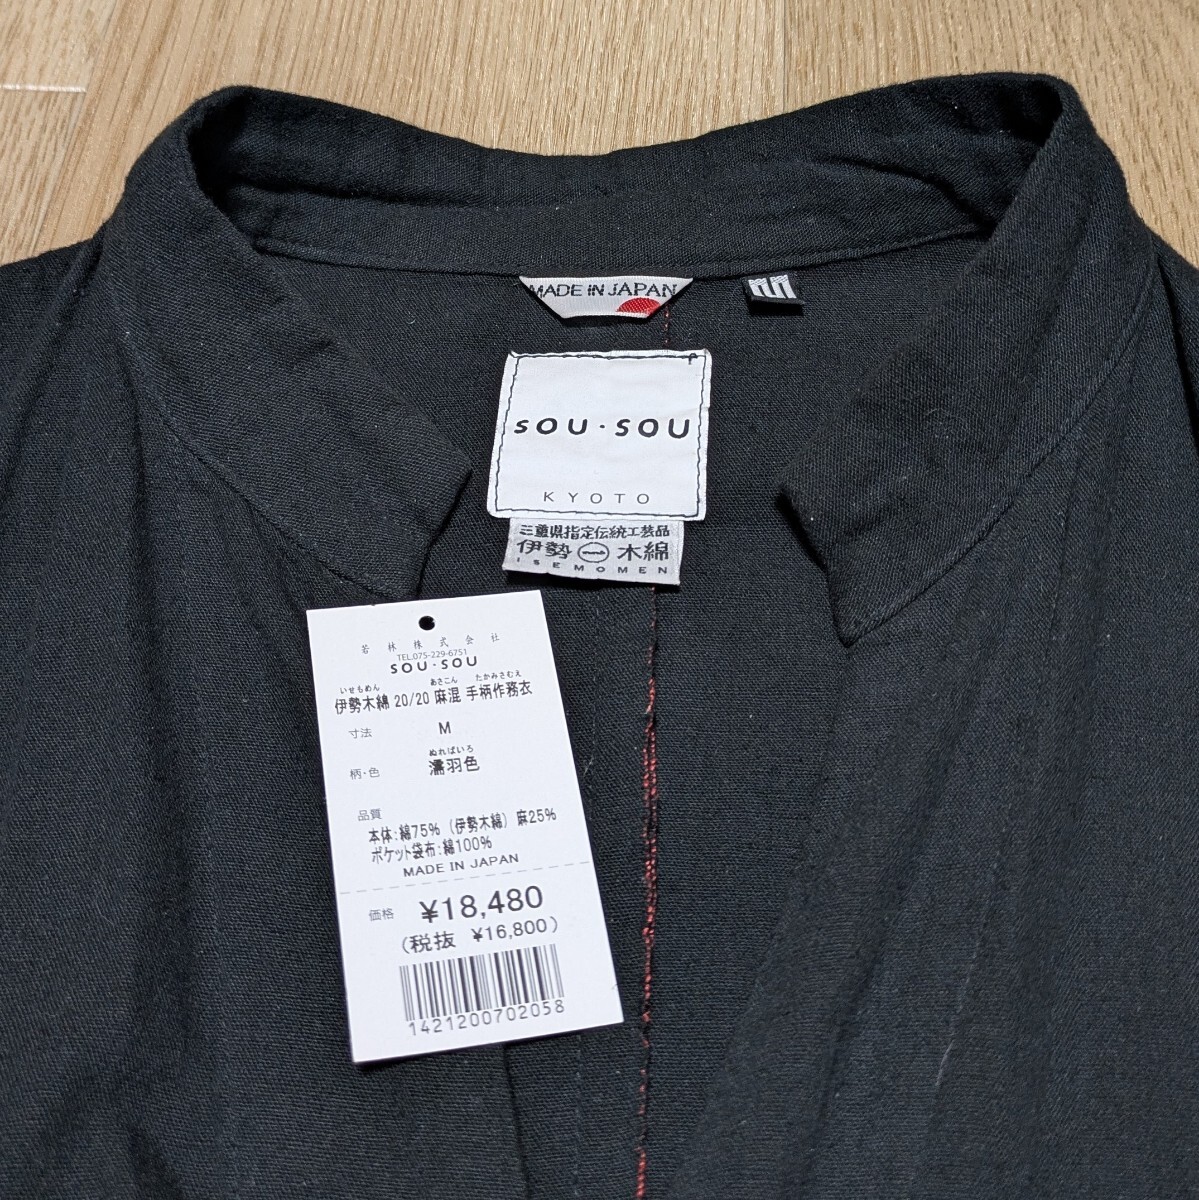 MADE IN JAPAN
SOU・SOU
KYOTO
三重県指定伝統工芸品
伊勢 一 木綿
ISEMOMEN
若林株式会社
TEL.075-229-6751
SOU・SOU
いせもめん あさこん たかみさむえ
伊勢木綿 20/20 麻混 手柄作務衣
寸法 M
ぬればいろ
柄・色 濡羽色
品質
本体:綿75% (伊勢木綿) 麻25%
ポケット袋布:綿100%
MADE IN JAPAN
価格 ¥18,480
(税抜 ¥16,800)
1421200702058